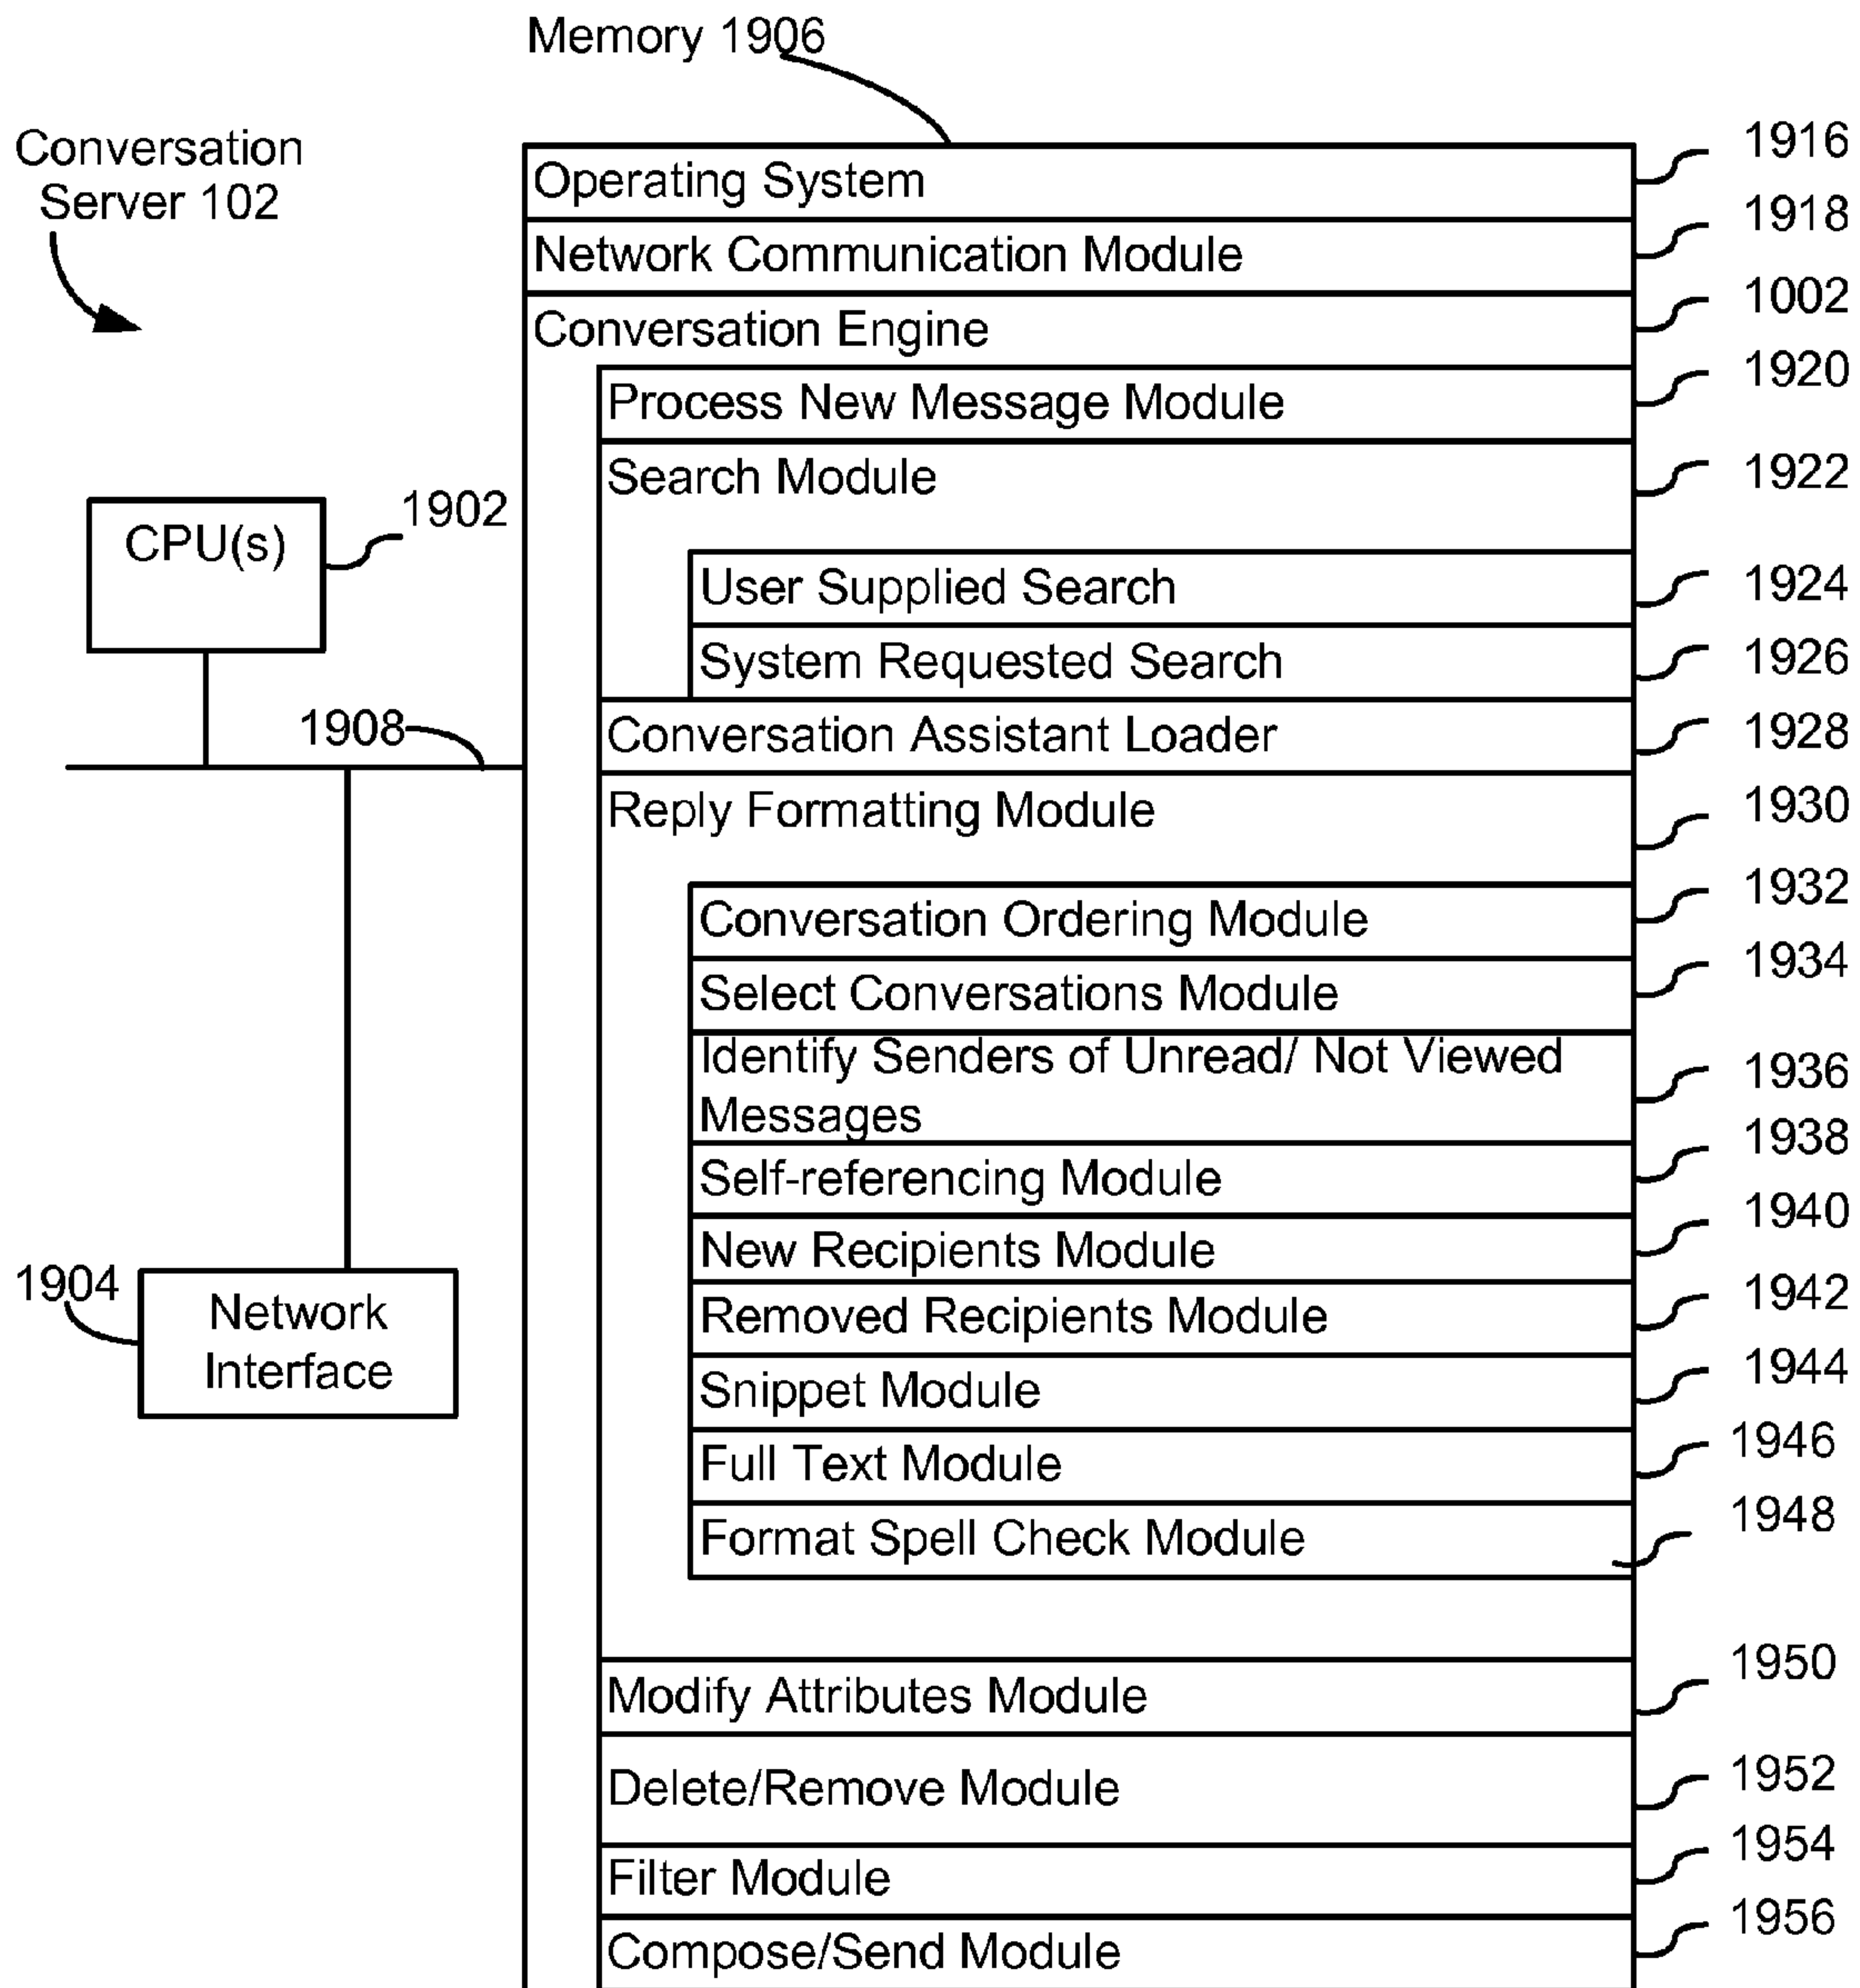 Memory 1906
Conversation
Server 102
Operating System
1916
Network Communication Module
1918
Conversation Engine
1002
Process New Message Module
1920
Search Module
1922
CPU(s)
1902
User Supplied Search
1924
System Requested Search
1926
1908
Conversation Assistant Loader
1928
Reply Formatting Module
1930
Conversation Ordering Module
1932
Select Conversations Module
1934
Identify Senders of Unread/ Not Viewed
Messages
1936
Self-referencing Module
1938
New Recipients Module
1940
1904
Network
Interface
Removed Recipients Module
1942
Snippet Module
1944
Full Text Module
1946
Format Spell Check Module
1948
Modify Attributes Module
1950
Delete/Remove Module
1952
Filter Module
1954
Compose/Send Module
1956